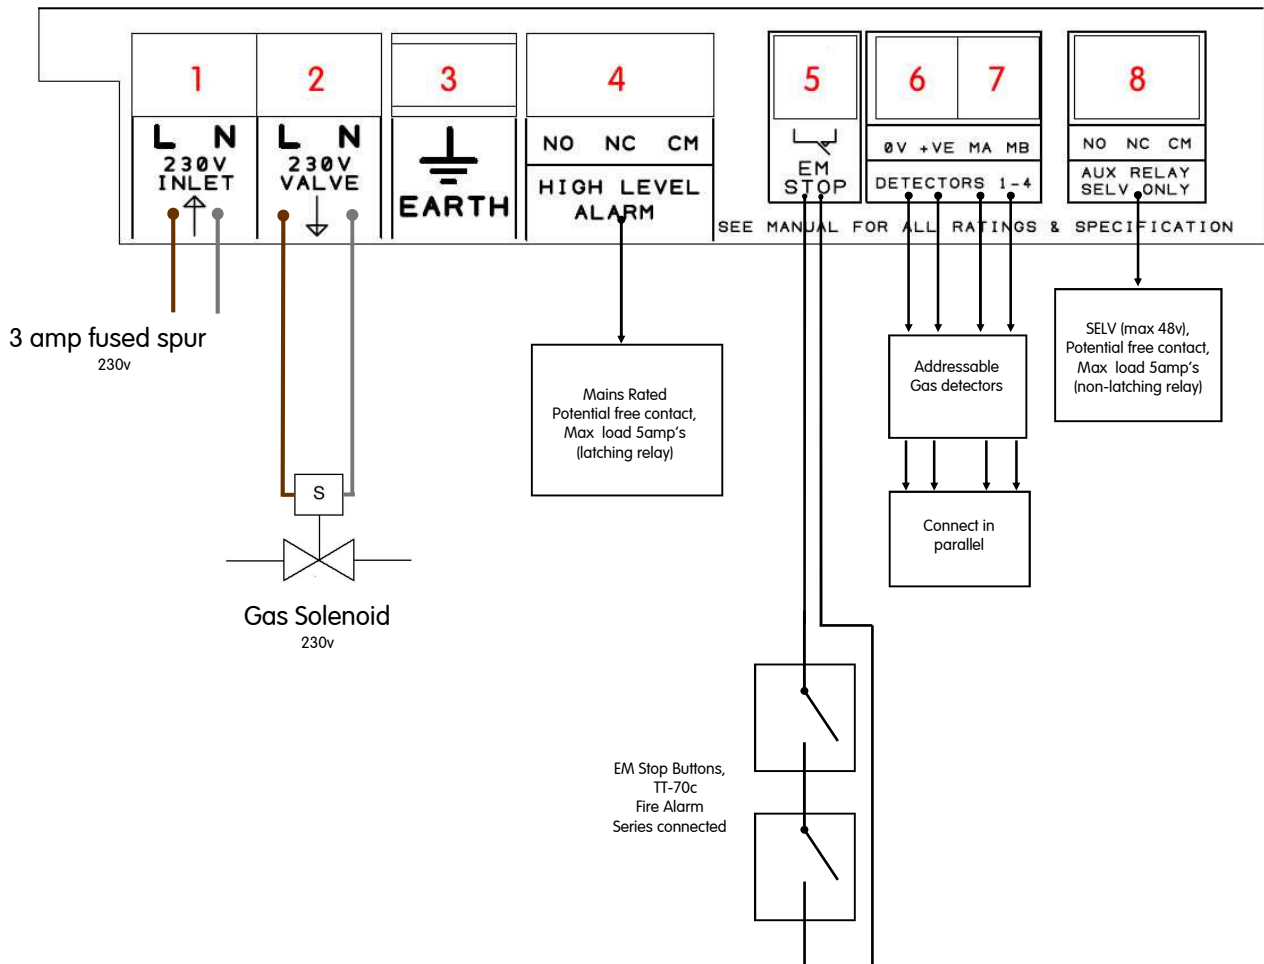 1 2 3 4 5 6 7 8
L N
230V
INLET
L N
230V
VALVE
EARTH
NO NC CM
HIGH LEVEL
ALARM
EM
STOP
0V +VE MA MB
DETECTORS 1-4
NO NC CM
AUX RELAY
SELV ONLY
SEE MANUAL FOR ALL RATINGS & SPECIFICATION
3 amp fused spur
230v
S
Gas Solenoid
230v
Mains Rated
Potential free contact,
Max load 5amp's
(latching relay)
Addressable
Gas detectors
Connect in
parallel
SELV (max 48v),
Potential free contact,
Max load 5amp's
(non-latching relay)
EM Stop Buttons,
TT-70c
Fire Alarm
Series connected